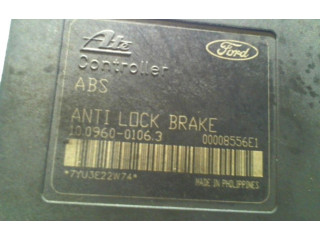 Ate Ford
Controller
ABS
ANTI LOCK BRAKE
10.0960-0106.3 00008556E1
*7YU3E22W7A*
MADE IN PHILIPPINES